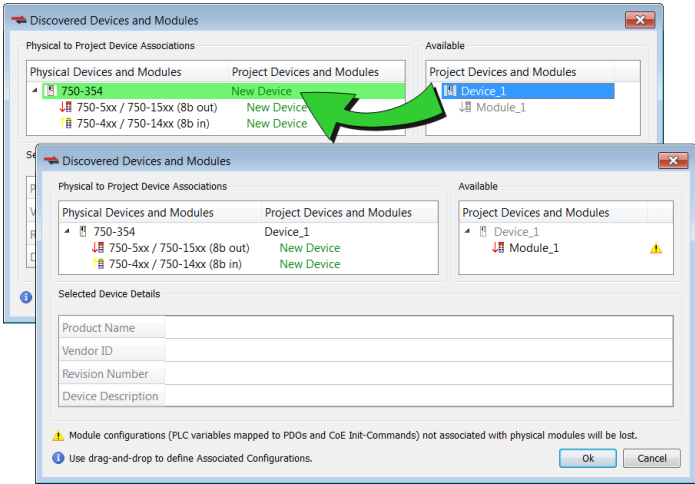 Discovered Devices and Modules
Physical to Project Device Associations
Available
Physical Devices and Modules Project Devices and Modules
Project Devices and Modules
750-354 New Device
Device_1
750-5xx / 750-15xx (8b out) New Device
Module_1
750-4xx / 750-14xx (8b in) New Device
Se
P
V
R
D
Discovered Devices and Modules
Physical to Project Device Associations
Available
Physical Devices and Modules Project Devices and Modules
Project Devices and Modules
750-354 Device_1
Device_1
750-5xx / 750-15xx (8b out) New Device
Module_1
750-4xx / 750-14xx (8b in) New Device
Selected Device Details
Product Name
Vendor ID
Revision Number
Device Description
Module configurations (PLC variables mapped to PDOs and CoE Init-Commands) not associated with physical modules will be lost.
Use drag-and-drop to define Associated Configurations.
Ok Cancel